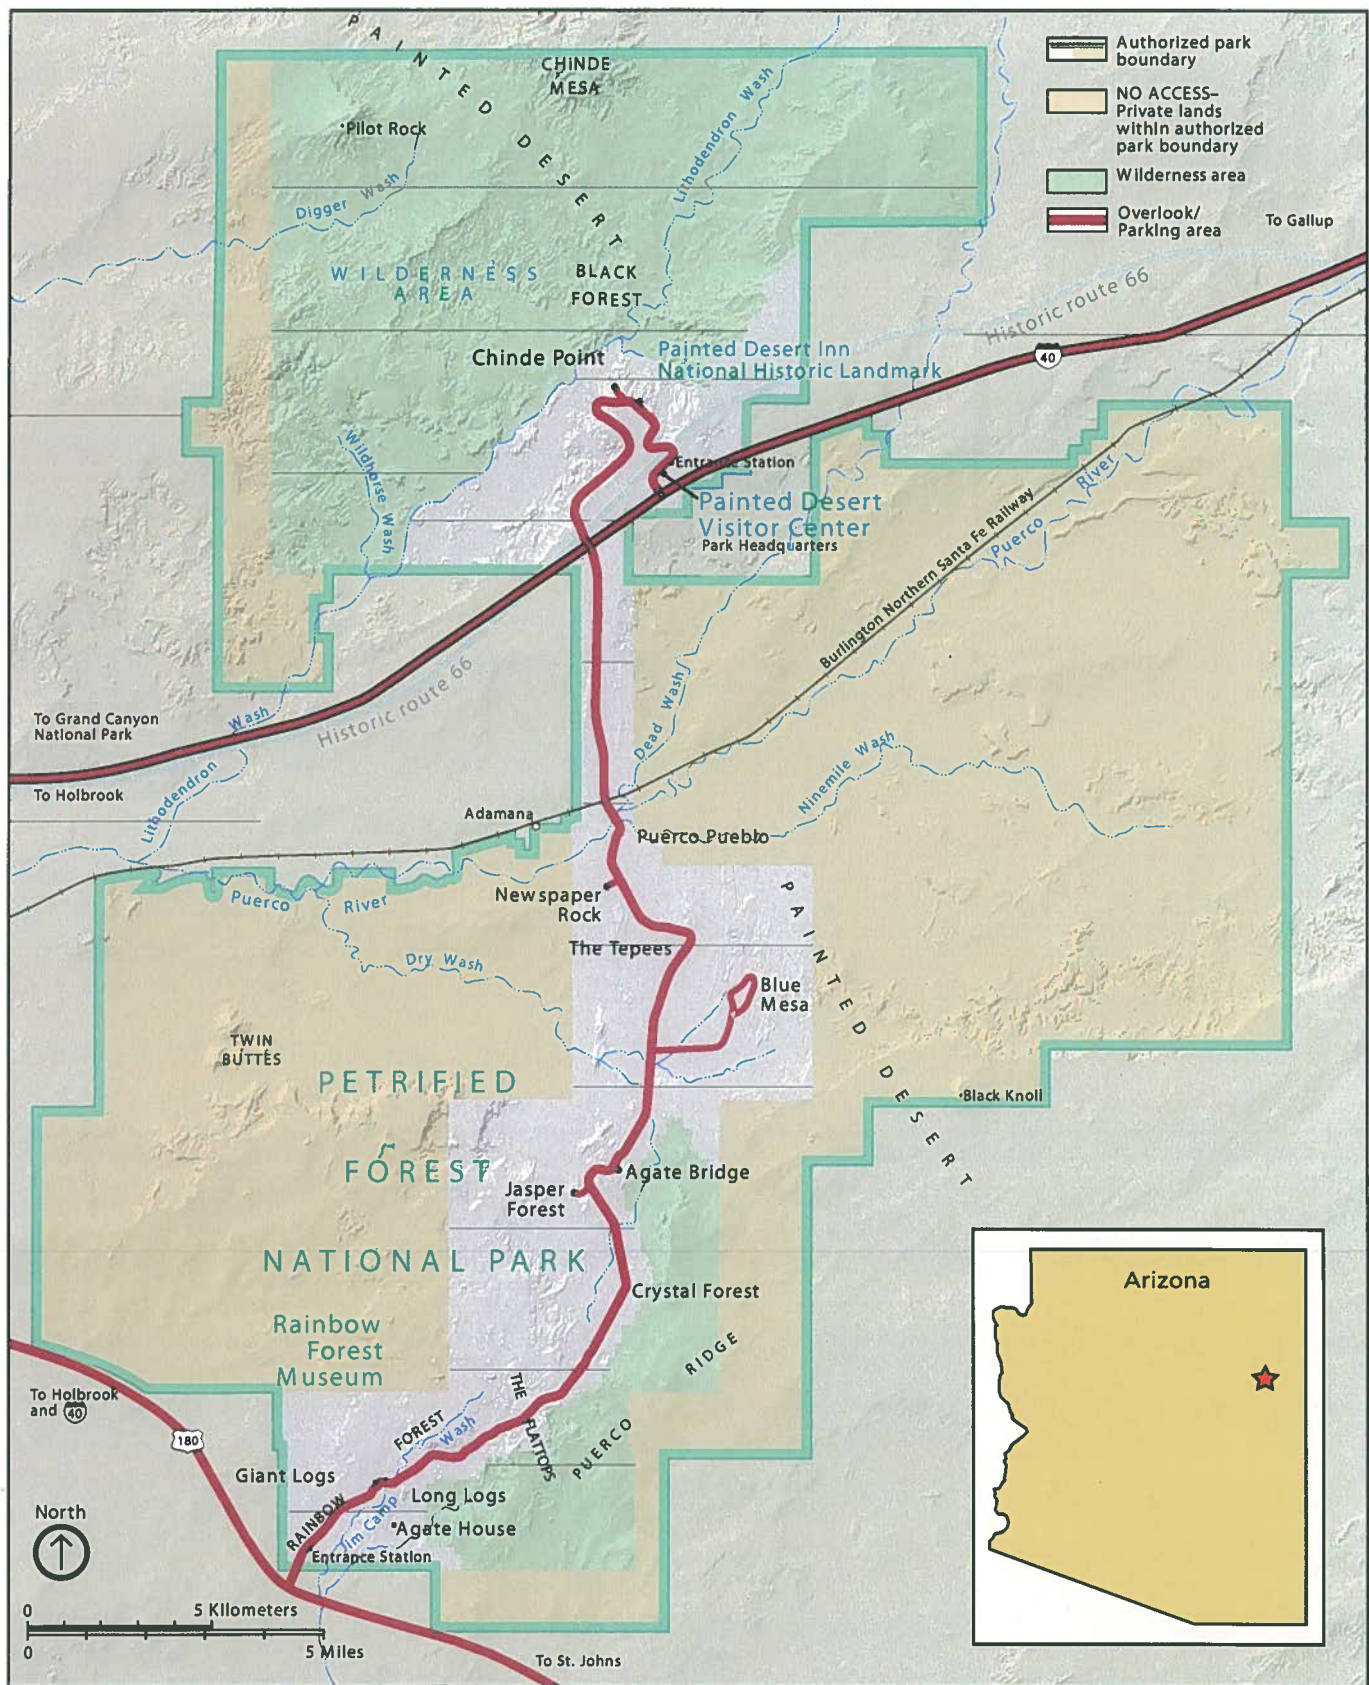 PAINTED DESERT
CHINDE
MESA
Pilot Rock
Digger Wash
Lithodendron Wash
WILDERNESS
AREA
BLACK
FOREST
Authorized park
boundary
NO ACCESS–
Private lands
within authorized
park boundary
Wilderness area
Overlook/
Parking area
To Gallup
Historic route 66
40
Chinde Point
Painted Desert Inn
National Historic Landmark
Wildhorse Wash
Entrance Station
Painted Desert
Visitor Center
Park Headquarters
Burlington Northern Santa Fe Railway
Puerco River
Historic route 66
Dead Wash
To Grand Canyon
National Park
Lithodendron Wash
To Holbrook
Ninemile Wash
Adamana
Puerco Pueblo
Puerco River
Newspaper
Rock
The Tepees
PAINTED DESERT
Dry Wash
Blue
Mesa
TWIN
BUTTES
Black Knoll
PETRIFIED
FOREST
NATIONAL PARK
Agate Bridge
Jasper
Forest
Crystal Forest
Rainbow
Forest
Museum
PUERCO RIDGE
THE FLATTOPS
To Holbrook
and 40
180
RAINBOW FOREST
Jim Camp Wash
Giant Logs
Long Logs
Agate House
Entrance Station
North
0 5 Kilometers
0 5 Miles
To St. Johns
Arizona